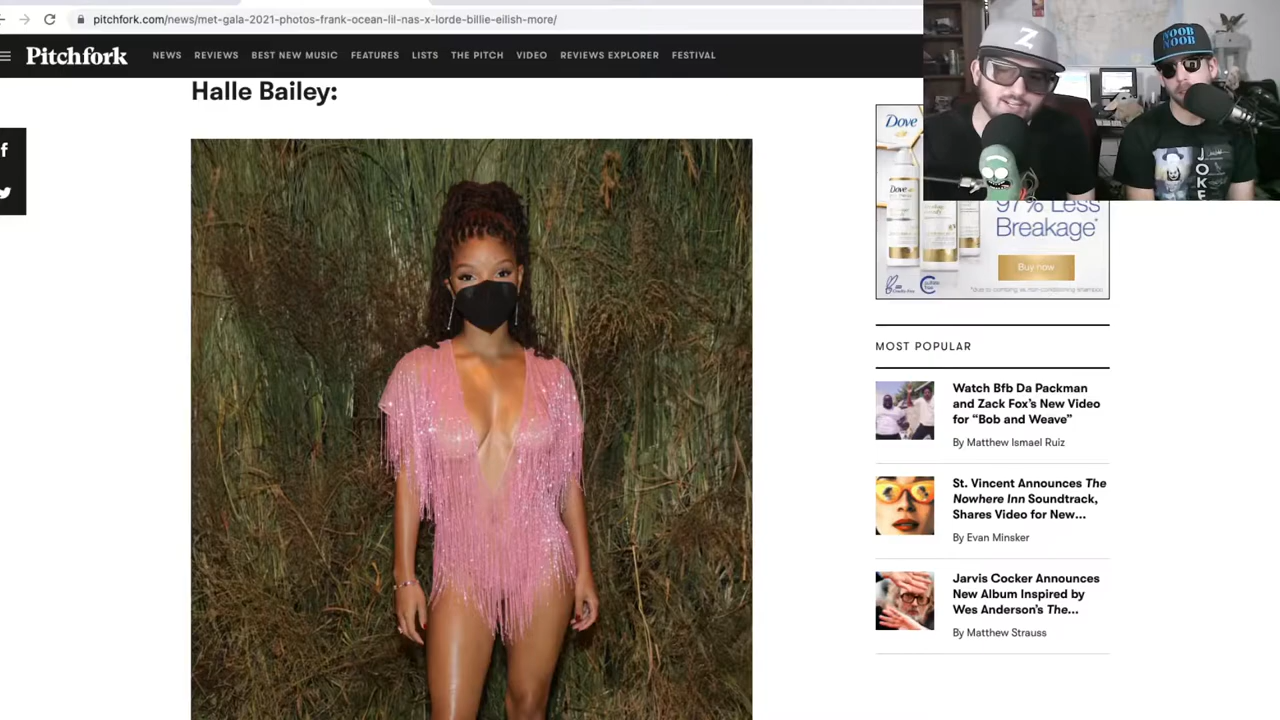 pitchfork.com/news/met-gala-2021-photos-frank-ocean-lil-nas-x-lorde-billie-eilish-more/
Pitchfork
NEWS
REVIEWS
BEST NEW MUSIC
FEATURES
LISTS
THE PITCH
VIDEO
REVIEWS EXPLORER
FESTIVAL
Halle Bailey:
Z
NOOB
NOOB
JOKE
Dove
97% Less
Breakage*
Buy now
MOST POPULAR
Watch Bfb Da Packman
and Zack Fox's New Video
for “Bob and Weave”
By Matthew Ismael Ruiz
St. Vincent Announces The
Nowhere Inn Soundtrack,
Shares Video for New...
By Evan Minsker
Jarvis Cocker Announces
New Album Inspired by
Wes Anderson's The...
By Matthew Strauss